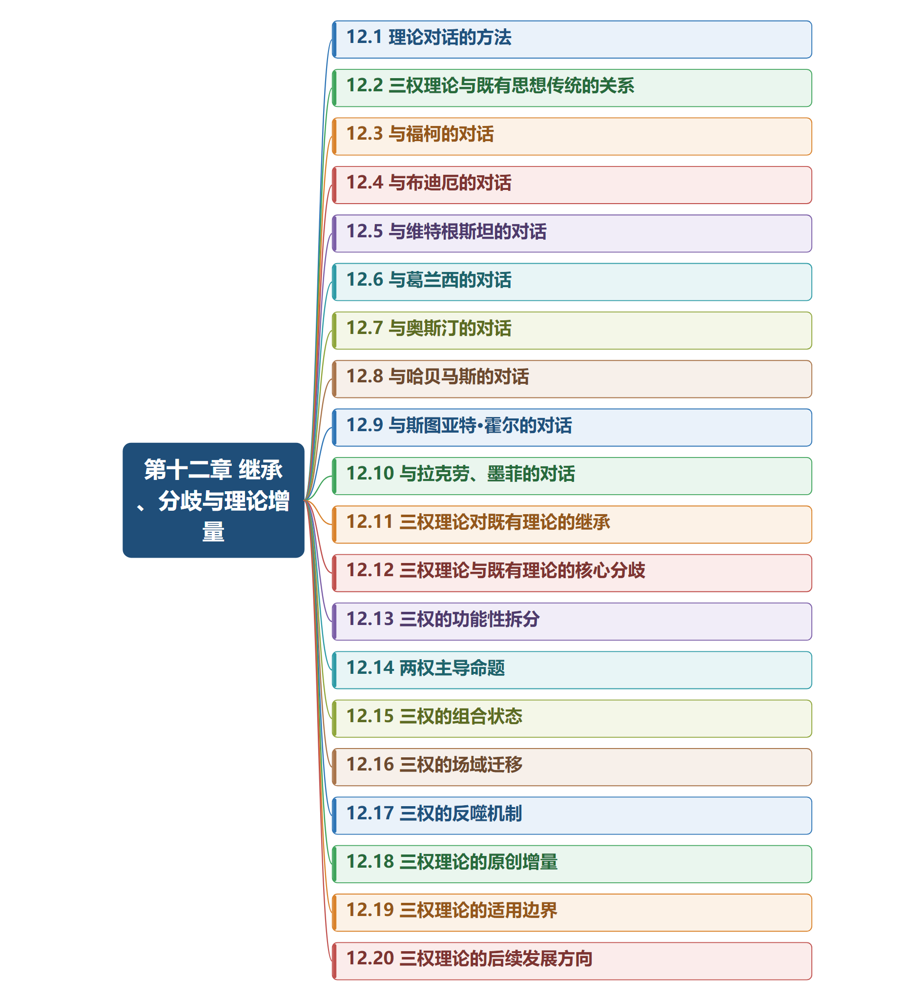 12.1 理论对话的方法
12.2 三权理论与既有思想传统的关系
12.3 与福柯的对话
12.4 与布迪厄的对话
12.5 与维特根斯坦的对话
12.6 与葛兰西的对话
12.7 与奥斯汀的对话
12.8 与哈贝马斯的对话
12.9 与斯图亚特•霍尔的对话
第十二章 继承
、分歧与理论增
量
12.10 与拉克劳、墨菲的对话
12.11 三权理论对既有理论的继承
12.12 三权理论与既有理论的核心分歧
12.13 三权的功能性拆分
12.14 两权主导命题
12.15 三权的组合状态
12.16 三权的场域迁移
12.17 三权的反噬机制
12.18 三权理论的原创增量
12.19 三权理论的适用边界
12.20 三权理论的后续发展方向